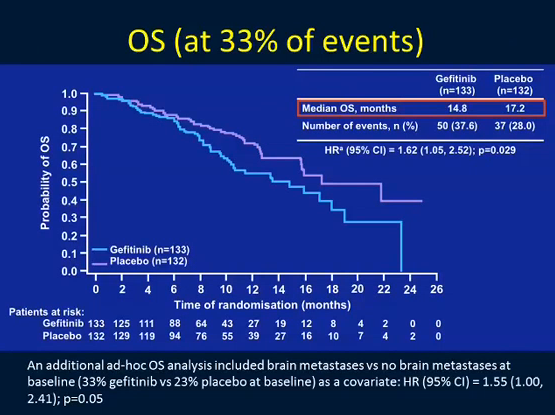 OS (at 33% of events)
Gefitinib Placebo
(n=133) (n=132)
Median OS, months 14.8 17.2
Number of events, n (%) 50 (37.6) 37 (28.0)
HRª (95% CI) = 1.62 (1.05, 2.52); p=0.029
Probability of OS
1.0
0.9
0.8
0.7
0.6
0.5
0.4
0.3
0.2
0.1
0.0
Gefitinib (n=133)
Placebo (n=132)
0 2 4 6 8 10 12 14 16 18 20 22 24 26
Time of randomisation (months)
Patients at risk:
Gefitinib 133 125 111 88 64 43 27 19 12 8 4 2 0 0
Placebo 132 129 119 94 76 55 39 27 16 10 7 4 2 0
An additional ad-hoc OS analysis included brain metastases vs no brain metastases at
baseline (33% gefitinib vs 23% placebo at baseline) as a covariate: HR (95% CI) = 1.55 (1.00,
2.41); p=0.05